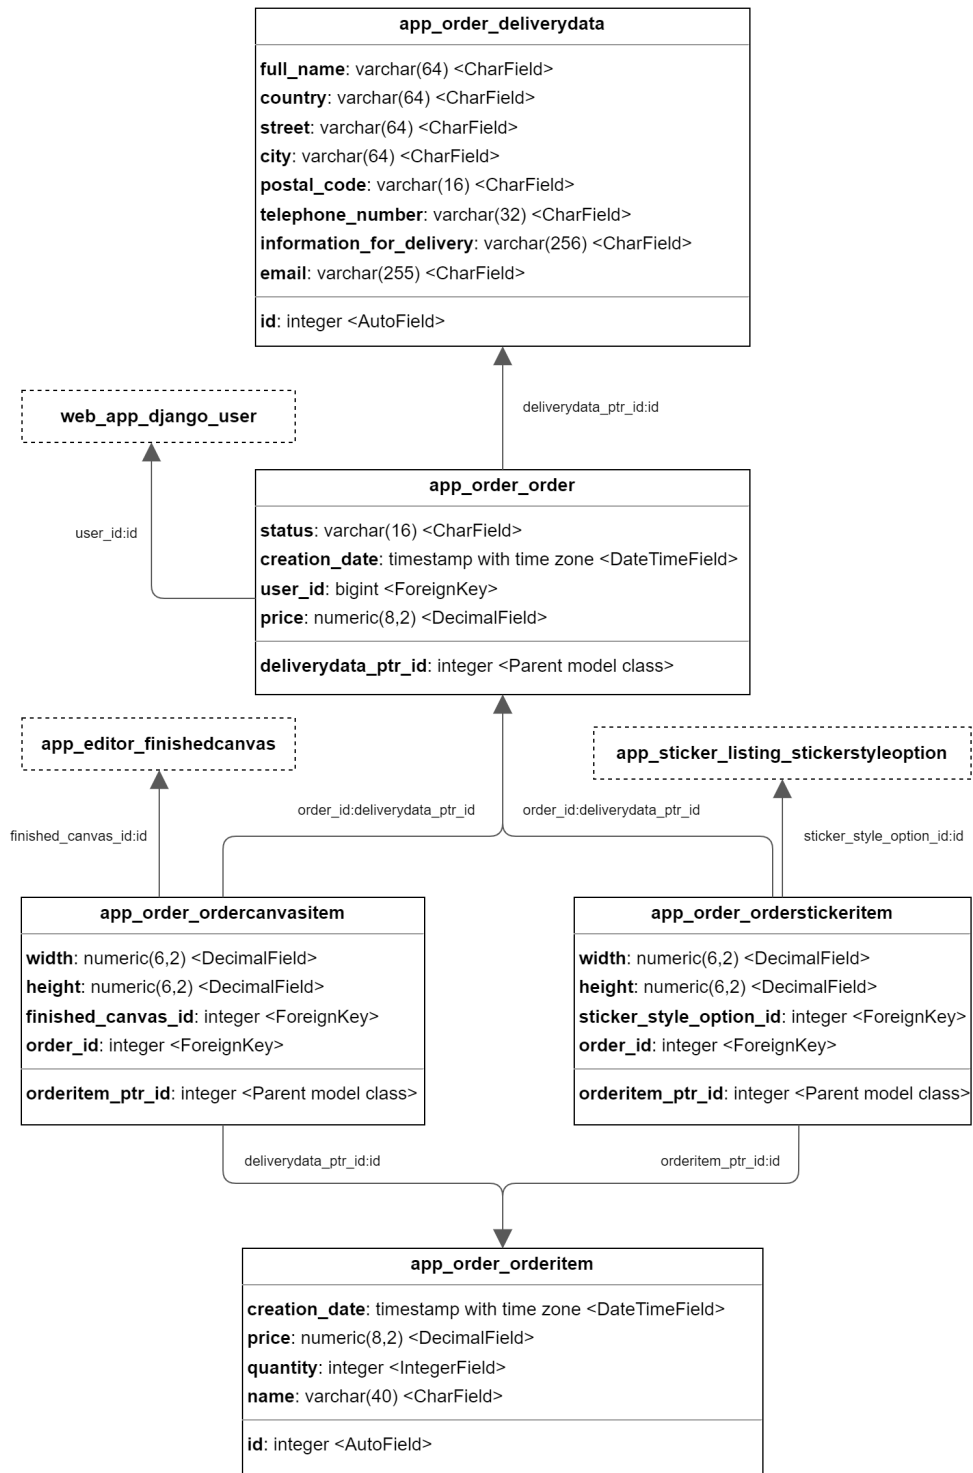 app_order_deliverydata
full_name: varchar(64) <CharField>
country: varchar(64) <CharField>
street: varchar(64) <CharField>
city: varchar(64) <CharField>
postal_code: varchar(16) <CharField>
telephone_number: varchar(32) <CharField>
information_for_delivery: varchar(256) <CharField>
email: varchar(255) <CharField>
id: integer <AutoField>
deliverydata_ptr_id:id
web_app_django_user
user_id:id
app_order_order
status: varchar(16) <CharField>
creation_date: timestamp with time zone <DateTimeField>
user_id: bigint <ForeignKey>
price: numeric(8,2) <DecimalField>
deliverydata_ptr_id: integer <Parent model class>
app_editor_finishedcanvas
app_sticker_listing_stickerstyleoption
order_id:deliverydata_ptr_id
order_id:deliverydata_ptr_id
finished_canvas_id:id
sticker_style_option_id:id
app_order_ordercanvasitem
width: numeric(6,2) <DecimalField>
height: numeric(6,2) <DecimalField>
finished_canvas_id: integer <ForeignKey>
order_id: integer <ForeignKey>
orderitem_ptr_id: integer <Parent model class>
app_order_orderstickeritem
width: numeric(6,2) <DecimalField>
height: numeric(6,2) <DecimalField>
sticker_style_option_id: integer <ForeignKey>
order_id: integer <ForeignKey>
orderitem_ptr_id: integer <Parent model class>
deliverydata_ptr_id:id
orderitem_ptr_id:id
app_order_orderitem
creation_date: timestamp with time zone <DateTimeField>
price: numeric(8,2) <DecimalField>
quantity: integer <IntegerField>
name: varchar(40) <CharField>
id: integer <AutoField>